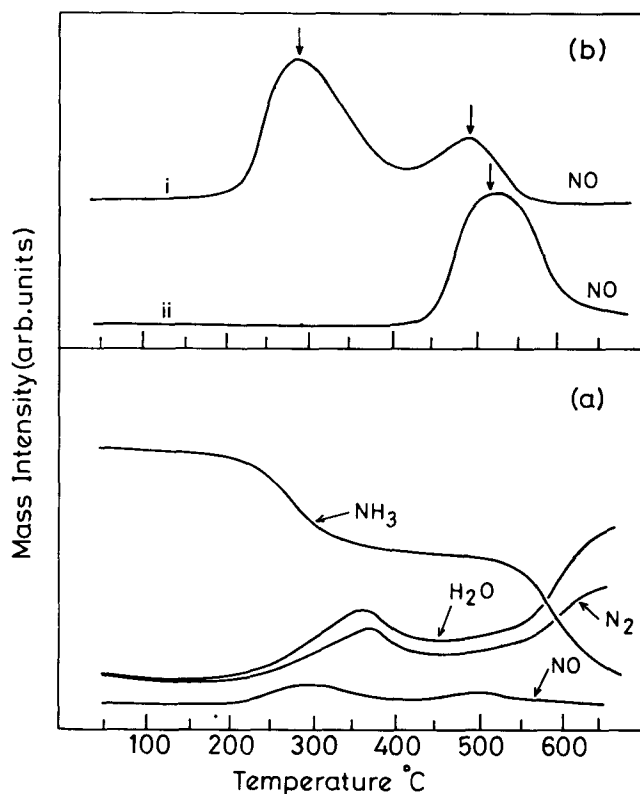 (b)
i
NO
ii
NO
Mass Intensity (arb.units)
(a)
NH3
H2O
N2
NO
100 200 300 400 500 600
Temperature °C